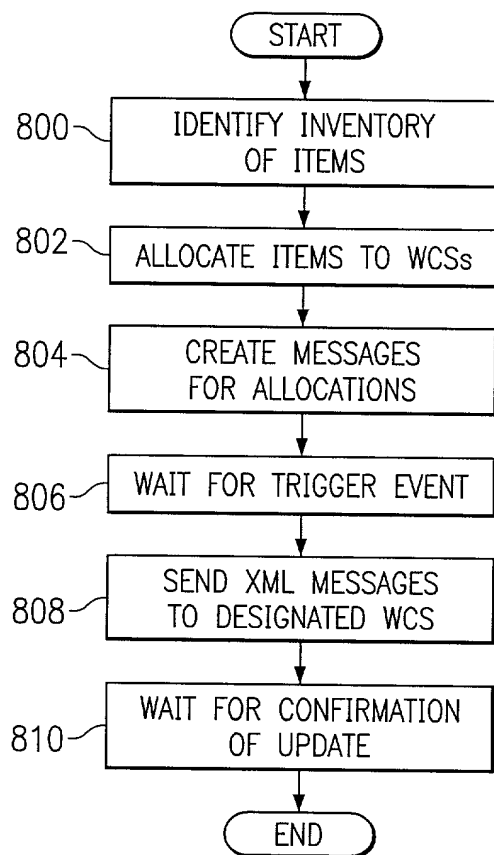 START
800
IDENTIFY INVENTORY
OF ITEMS
802
ALLOCATE ITEMS TO WCSs
804
CREATE MESSAGES
FOR ALLOCATIONS
806
WAIT FOR TRIGGER EVENT
808
SEND XML MESSAGES
TO DESIGNATED WCS
810
WAIT FOR CONFIRMATION
OF UPDATE
END